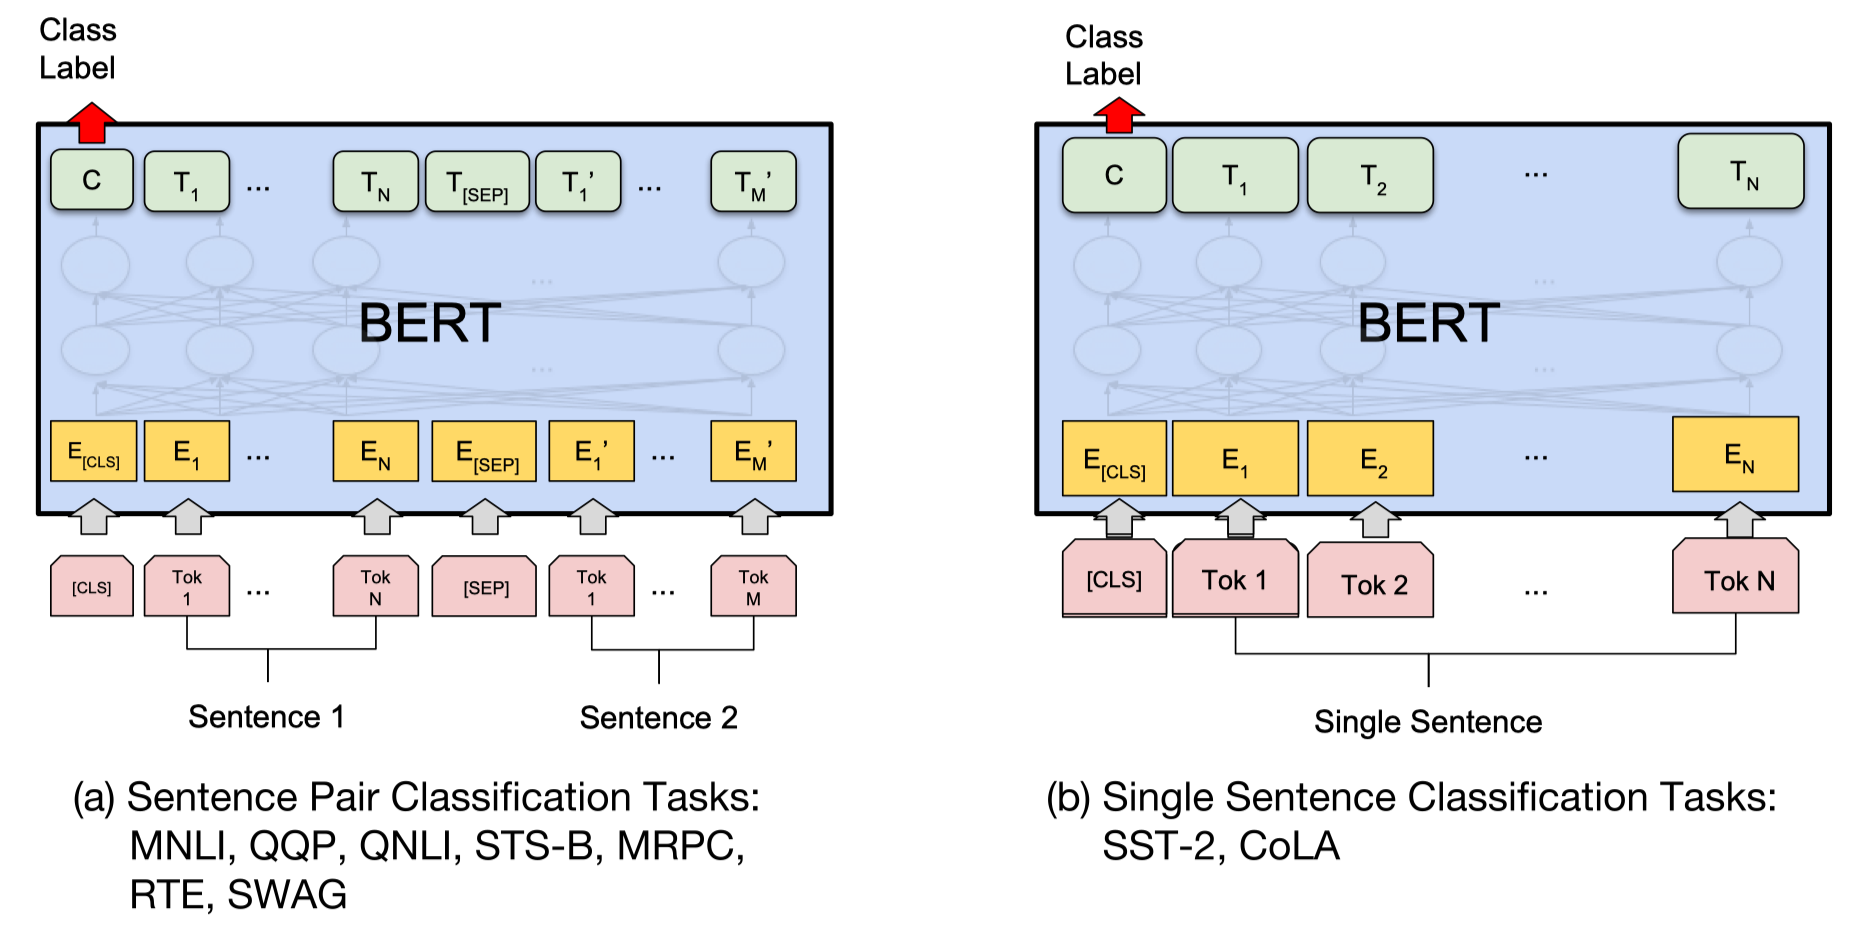 Class
Label
C T1 ... TN T[SEP] T1’ ... TM’
...
BERT
...
E[CLS] E1 ... EN E[SEP] E1’ ... EM’
[CLS] Tok 1 ... Tok N [SEP] Tok 1 ... Tok M
Sentence 1 Sentence 2
(a) Sentence Pair Classification Tasks:
MNLI, QQP, QNLI, STS-B, MRPC,
RTE, SWAG
Class
Label
C T1 T2 ... TN
...
BERT
...
E[CLS] E1 E2 ... EN
[CLS] Tok 1 Tok 2 ... Tok N
Single Sentence
(b) Single Sentence Classification Tasks:
SST-2, CoLA